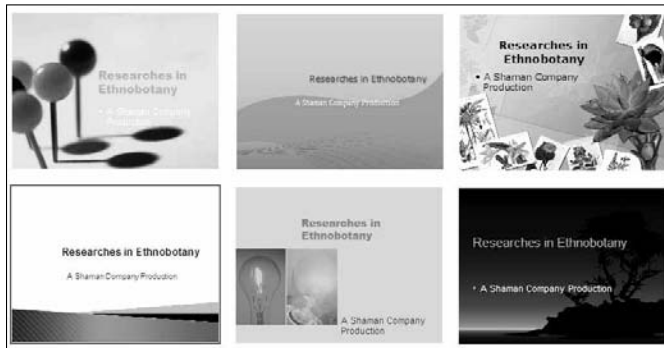 Researches in
Ethnobotany
• A Shaman Company
Production
Researches in Ethnobotany
A Shaman Company Production
Researches in
Ethnobotany
• A Shaman Company
Production
Researches in Ethnobotany
A Shaman Company Production
Researches in
Ethnobotany
A Shaman Company
Production
Researches in Ethnobotany
• A Shaman Company Production